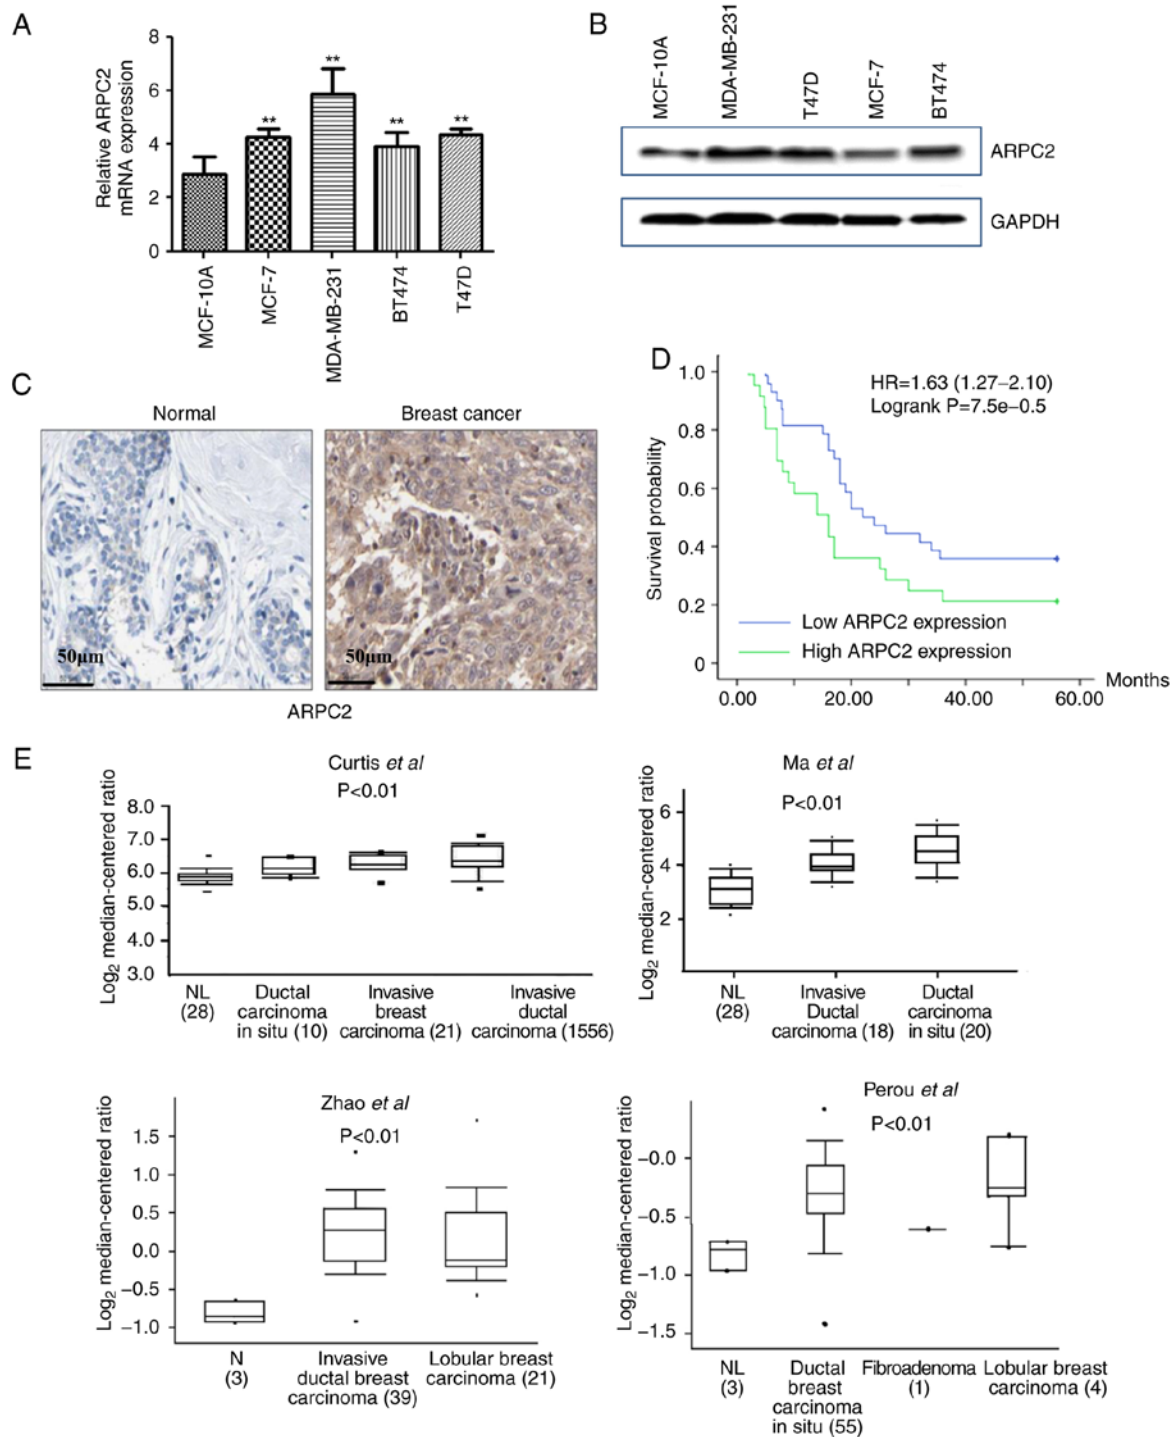 A
Relative ARPC2
mRNA expression
8
6
4
2
0
**
**
**
**
MCF-10A
MCF-7
MDA-MB-231
BT474
T47D
B
MCF-10A
MDA-MB-231
T47D
MCF-7
BT474
ARPC2
GAPDH
C
Normal
Breast cancer
50µm
50µm
ARPC2
D
Survival probability
1.0
0.8
0.6
0.4
0.2
0
HR=1.63 (1.27–2.10)
Logrank P=7.5e–0.5
Low ARPC2 expression
High ARPC2 expression
0.00
20.00
40.00
60.00
Months
E
Curtis et al
P<0.01
Log2 median-centered ratio
8.0
7.0
6.0
5.0
4.0
3.0
NL
(28)
Ductal
carcinoma
in situ (10)
Invasive
breast
carcinoma (21)
Invasive
ductal
carcinoma (1556)
Ma et al
P<0.01
Log2 median-centered ratio
6
4
2
NL
(28)
Invasive
Ductal
carcinoma (18)
Ductal
carcinoma
in situ (20)
Zhao et al
P<0.01
Log2 median-centered ratio
1.5
1.0
0.5
0.0
–0.5
–1.0
N
(3)
Invasive
ductal breast
carcinoma (39)
Lobular breast
carcinoma (21)
Perou et al
P<0.01
Log2 median-centered ratio
–0.0
–0.5
–1.0
–1.5
NL
(3)
Ductal
breast
carcinoma
in situ (55)
Fibroadenoma
(1)
Lobular breast
carcinoma (4)